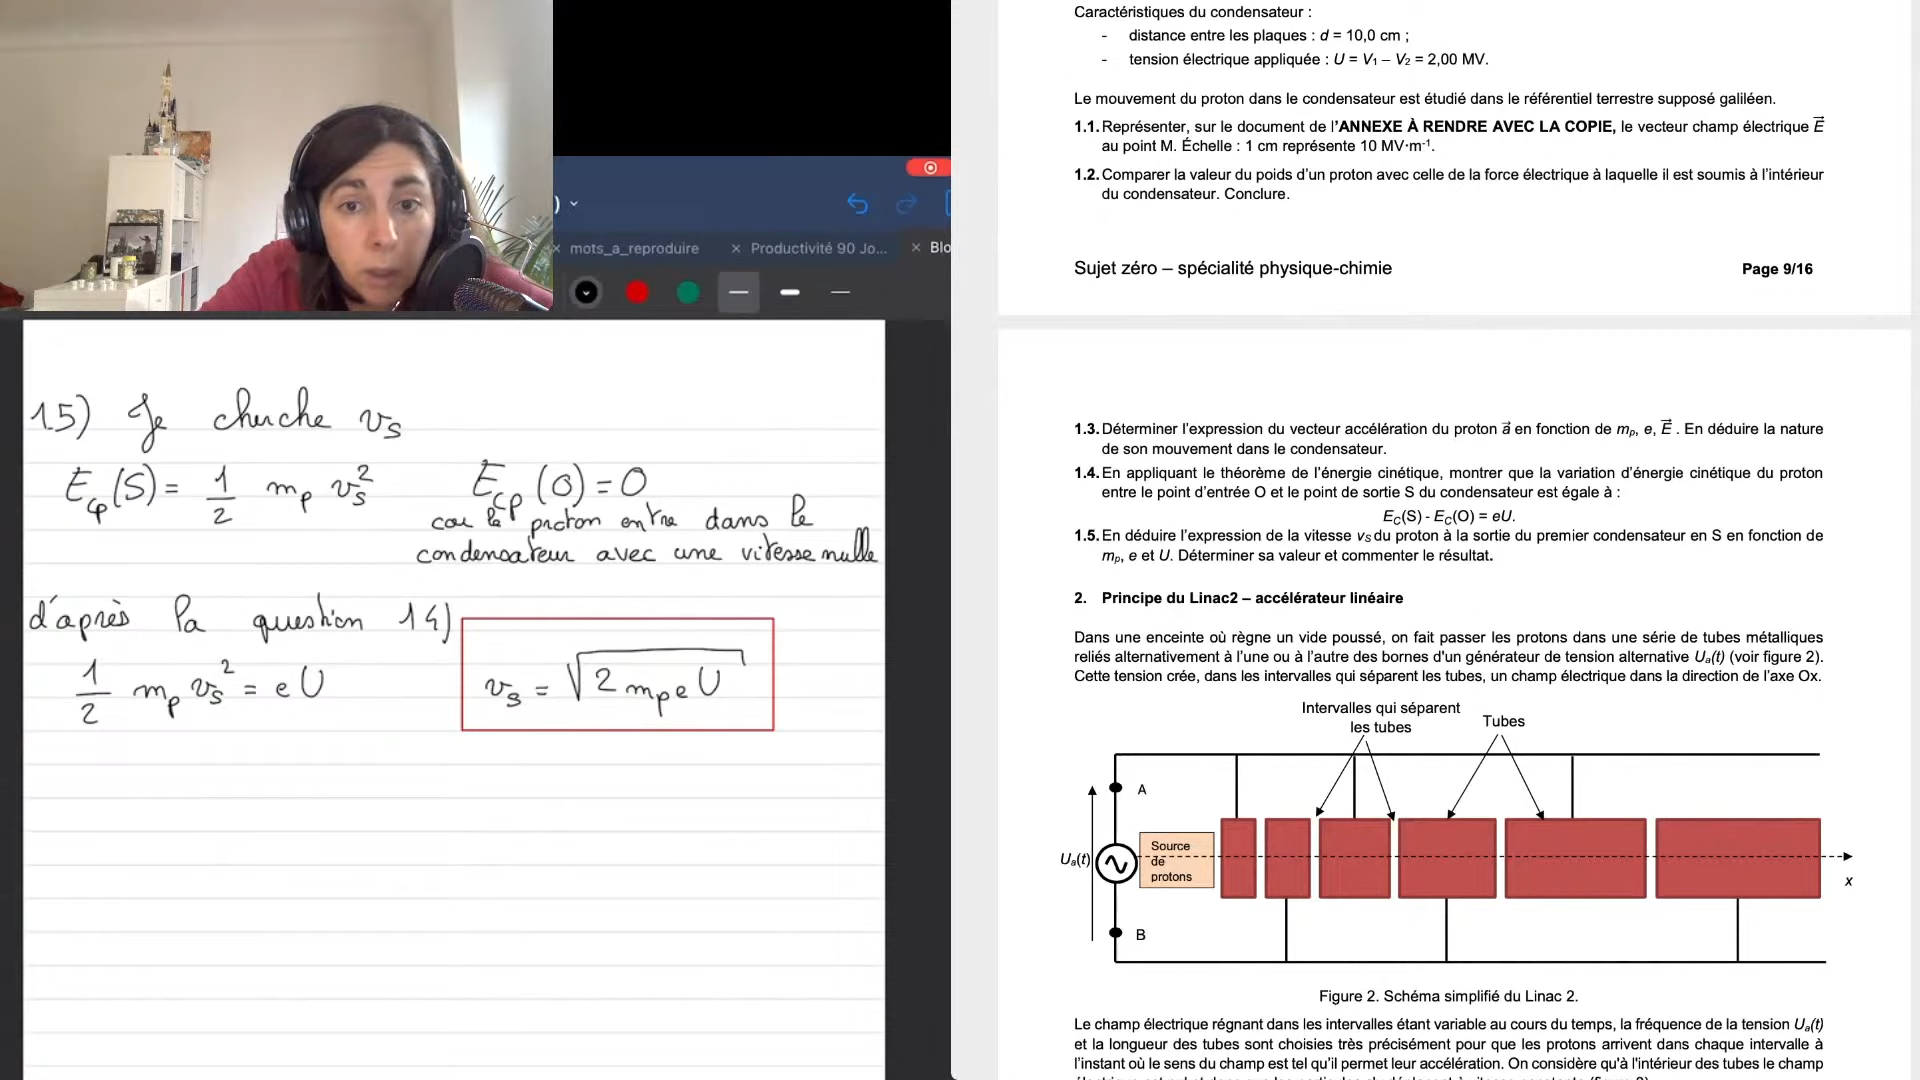 )
mots_a_reproduire
Productivité 90 Jo...
Blo
1.5) Je cherche vs
Ecp(S) = 1/2 mp vs² Ecp(O) = 0
car le proton entre dans le
condensateur avec une vitesse nulle
d'après la question 14)
1/2 mp vs² = eU vs = √2 mp e U
Caractéristiques du condensateur :
- distance entre les plaques : d = 10,0 cm ;
- tension électrique appliquée : U = V1 – V2 = 2,00 MV.
Le mouvement du proton dans le condensateur est étudié dans le référentiel terrestre supposé galiléen.
1.1. Représenter, sur le document de l'ANNEXE À RENDRE AVEC LA COPIE, le vecteur champ électrique E⃗
au point M. Échelle : 1 cm représente 10 MV·m⁻¹.
1.2. Comparer la valeur du poids d'un proton avec celle de la force électrique à laquelle il est soumis à l'intérieur
du condensateur. Conclure.
Sujet zéro – spécialité physique-chimie Page 9/16
1.3. Déterminer l'expression du vecteur accélération du proton a⃗ en fonction de mp, e, E⃗ . En déduire la nature
de son mouvement dans le condensateur.
1.4. En appliquant le théorème de l'énergie cinétique, montrer que la variation d'énergie cinétique du proton
entre le point d'entrée O et le point de sortie S du condensateur est égale à :
EC(S) - EC(O) = eU.
1.5. En déduire l'expression de la vitesse vS du proton à la sortie du premier condensateur en S en fonction de
mp, e et U. Déterminer sa valeur et commenter le résultat.
2. Principe du Linac2 – accélérateur linéaire
Dans une enceinte où règne un vide poussé, on fait passer les protons dans une série de tubes métalliques
reliés alternativement à l'une ou à l'autre des bornes d'un générateur de tension alternative Ua(t) (voir figure 2).
Cette tension crée, dans les intervalles qui séparent les tubes, un champ électrique dans la direction de l'axe Ox.
Intervalles qui séparent
les tubes
Tubes
A
Ua(t)
Source
de
protons
x
B
Figure 2. Schéma simplifié du Linac 2.
Le champ électrique régnant dans les intervalles étant variable au cours du temps, la fréquence de la tension Ua(t)
et la longueur des tubes sont choisies très précisément pour que les protons arrivent dans chaque intervalle à
l'instant où le sens du champ est tel qu'il permet leur accélération. On considère qu'à l'intérieur des tubes le champ